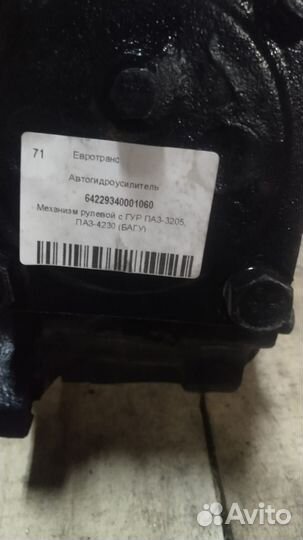 71 Евротранс
Автогидроусилитель
64229340001060
Механизм рулевой с ГУР ПАЗ-3205,
ПАЗ-4230 (БАГУ)
Avito